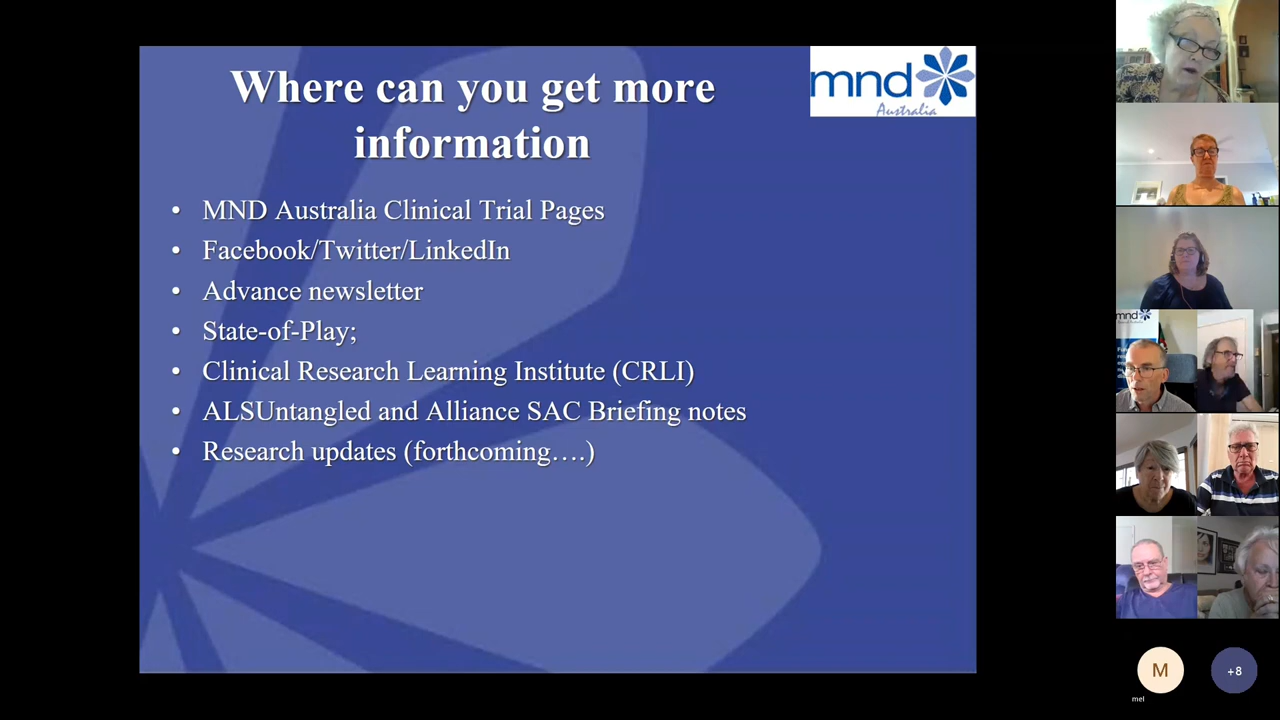 Where can you get more
information
mnd
Australia
• MND Australia Clinical Trial Pages
• Facebook/Twitter/LinkedIn
• Advance newsletter
• State-of-Play;
• Clinical Research Learning Institute (CRLI)
• ALSUntangled and Alliance SAC Briefing notes
• Research updates (forthcoming….)
mnd
M
+8
mel